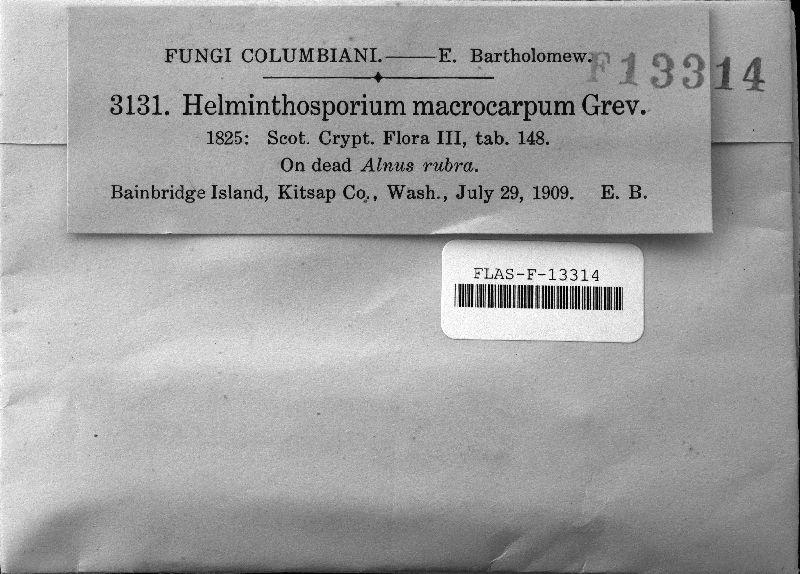 FUNGI COLUMBIANI.——E. Bartholomew.
F13314
3131. Helminthosporium macrocarpum Grev.
1825: Scot. Crypt. Flora III, tab. 148.
On dead Alnus rubra.
Bainbridge Island, Kitsap Co., Wash., July 29, 1909. E. B.
FLAS-F-13314